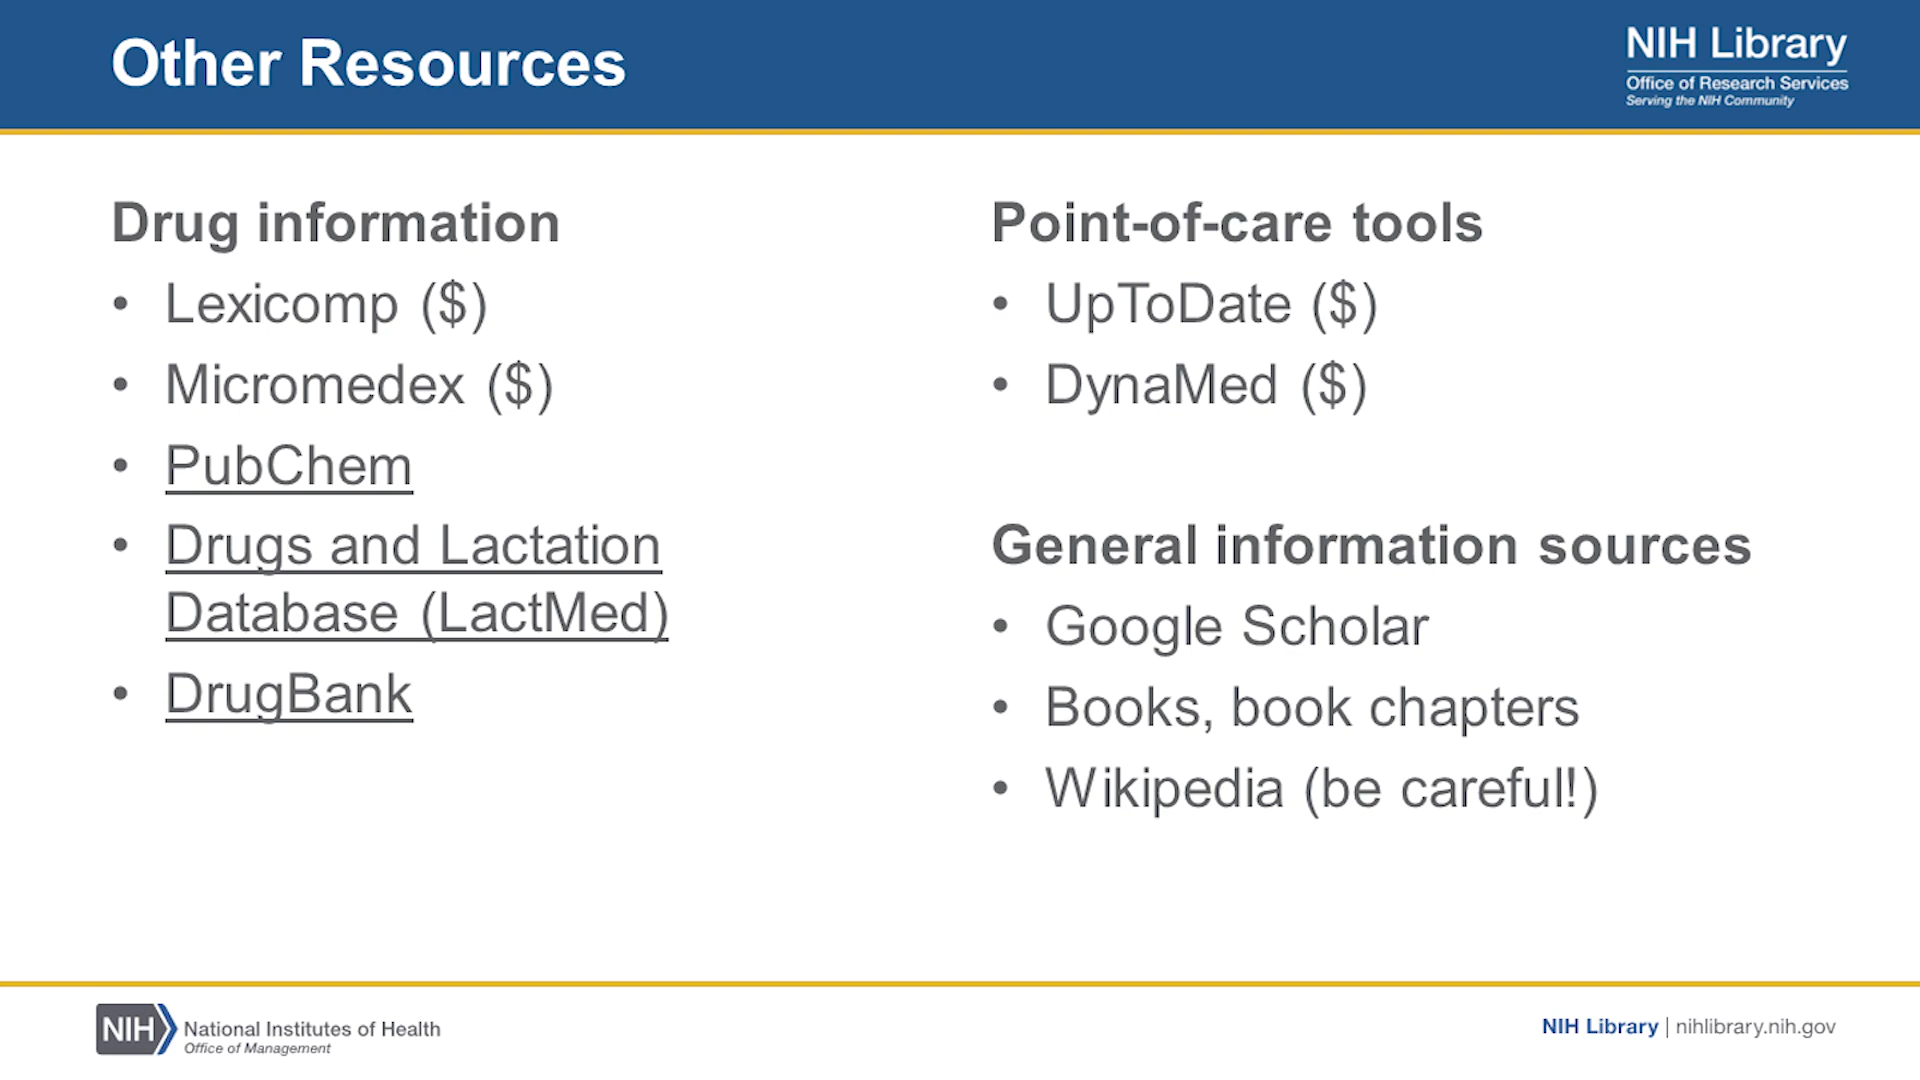 Other Resources
NIH Library
Office of Research Services
Serving the NIH Community
Drug information
• Lexicomp ($)
• Micromedex ($)
• PubChem
• Drugs and Lactation
Database (LactMed)
• DrugBank
Point-of-care tools
• UpToDate ($)
• DynaMed ($)
General information sources
• Google Scholar
• Books, book chapters
• Wikipedia (be careful!)
NIH
National Institutes of Health
Office of Management
NIH Library | nihlibrary.nih.gov